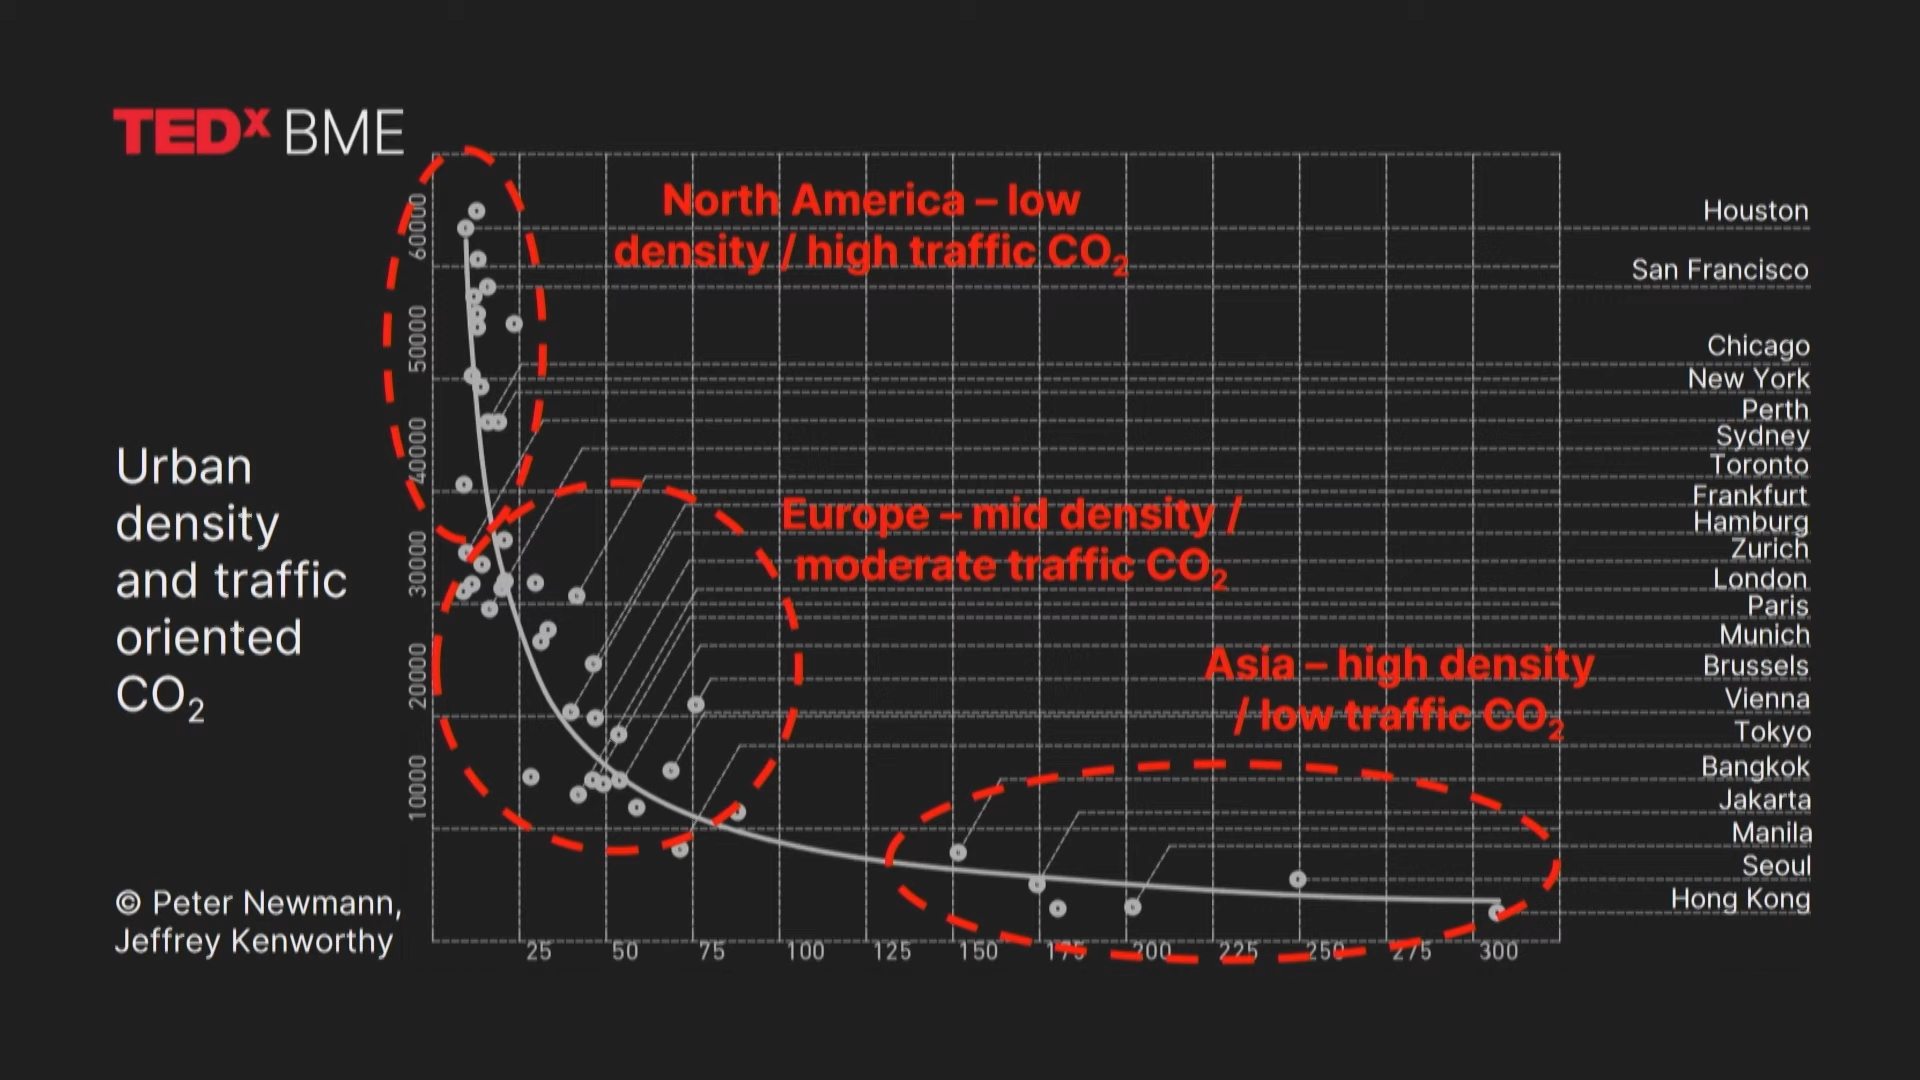 TEDx BME
North America – low
density / high traffic CO₂
Urban
density
and traffic
oriented
CO₂
© Peter Newmann,
Jeffrey Kenworthy
60000
50000
40000
30000
20000
10000
Europe – mid density /
moderate traffic CO₂
Asia – high density
/ low traffic CO₂
25 50 75 100 125 150 175 200 225 250 275 300
Houston
San Francisco
Chicago
New York
Perth
Sydney
Toronto
Frankfurt
Hamburg
Zurich
London
Paris
Munich
Brussels
Vienna
Tokyo
Bangkok
Jakarta
Manila
Seoul
Hong Kong